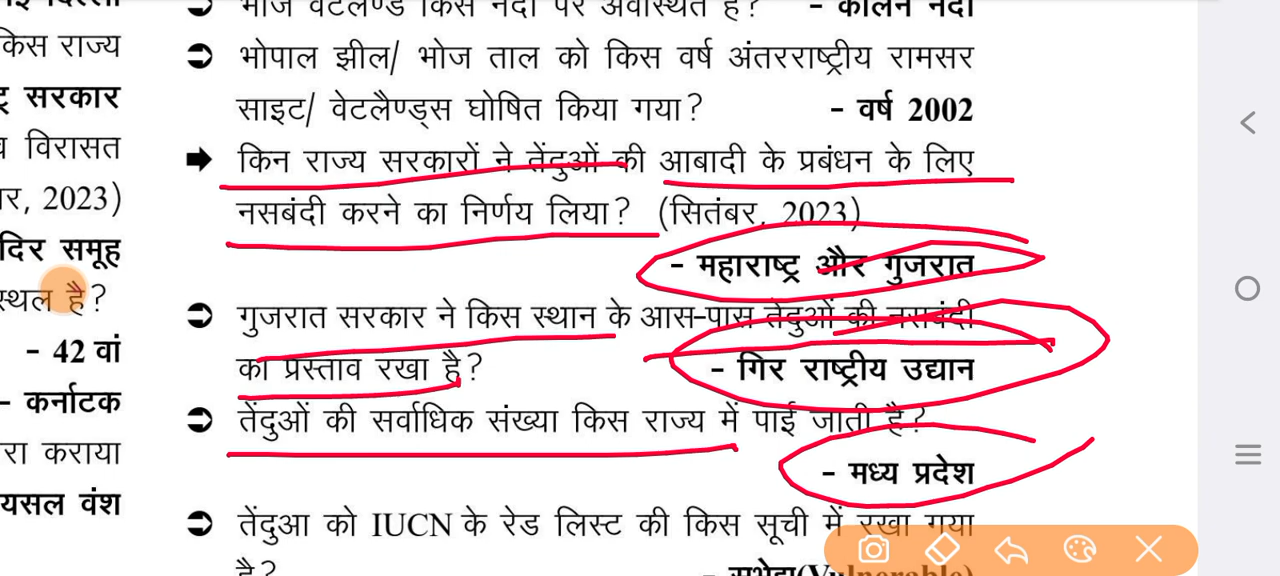 किस राज्य
सरकार
विरासत
र, 2023)
दिर समूह
स्थल है?
- 42 वां
- कर्नाटक
रा कराया
यसल वंश
भोज वेटलैण्ड किस नदी पर अवस्थित है? - कोलन नदी
➲ भोपाल झील/ भोज ताल को किस वर्ष अंतरराष्ट्रीय रामसर
साइट/ वेटलैण्ड्स घोषित किया गया? - वर्ष 2002
➡ किन राज्य सरकारों ने तेंदुओं की आबादी के प्रबंधन के लिए
नसबंदी करने का निर्णय लिया? (सितंबर, 2023)
- महाराष्ट्र और गुजरात
➲ गुजरात सरकार ने किस स्थान के आस-पास तेंदुओं की नसबंदी
का प्रस्ताव रखा है? - गिर राष्ट्रीय उद्यान
➲ तेंदुओं की सर्वाधिक संख्या किस राज्य में पाई जाती है?
- मध्य प्रदेश
➲ तेंदुआ को IUCN के रेड लिस्ट की किस सूची में रखा गया
है? - सुभेद्य(Vulnerable)